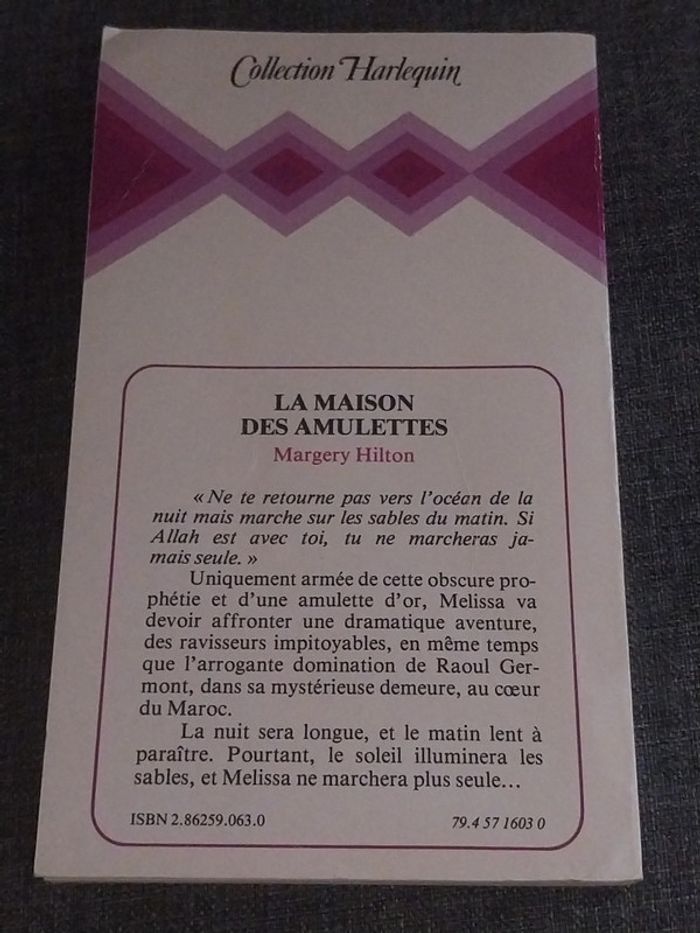 Collection Harlequin
LA MAISON
DES AMULETTES
Margery Hilton
« Ne te retourne pas vers l'océan de la
nuit mais marche sur les sables du matin. Si
Allah est avec toi, tu ne marcheras ja-
mais seule. »
Uniquement armée de cette obscure pro-
phétie et d'une amulette d'or, Melissa va
devoir affronter une dramatique aventure,
des ravisseurs impitoyables, en même temps
que l'arrogante domination de Raoul Ger-
mont, dans sa mystérieuse demeure, au cœur
du Maroc.
La nuit sera longue, et le matin lent à
paraître. Pourtant, le soleil illuminera les
sables, et Melissa ne marchera plus seule...
ISBN 2.86259.063.0
79.4 57 1603 0